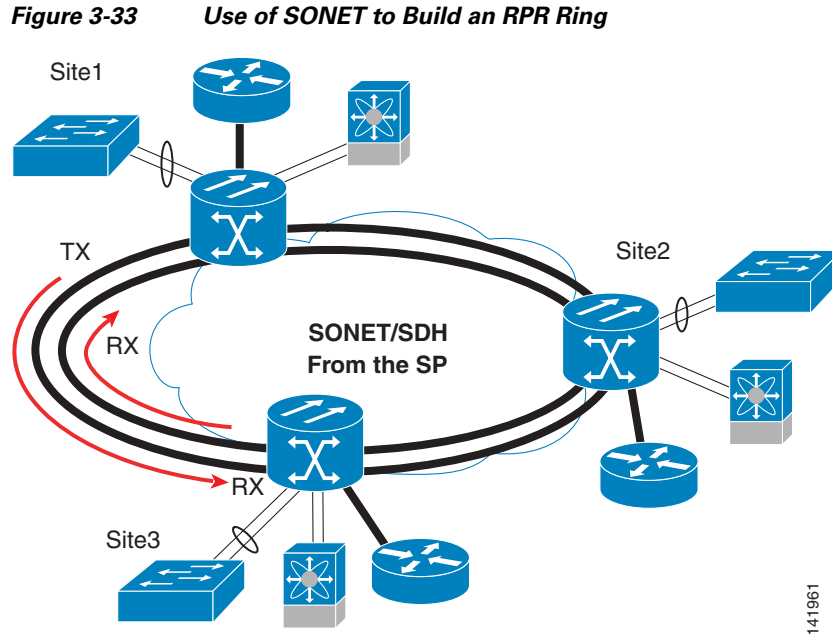 Figure 3-33 Use of SONET to Build an RPR Ring
Site1
TX
Site2
RX
SONET/SDH
From the SP
RX
Site3
141961